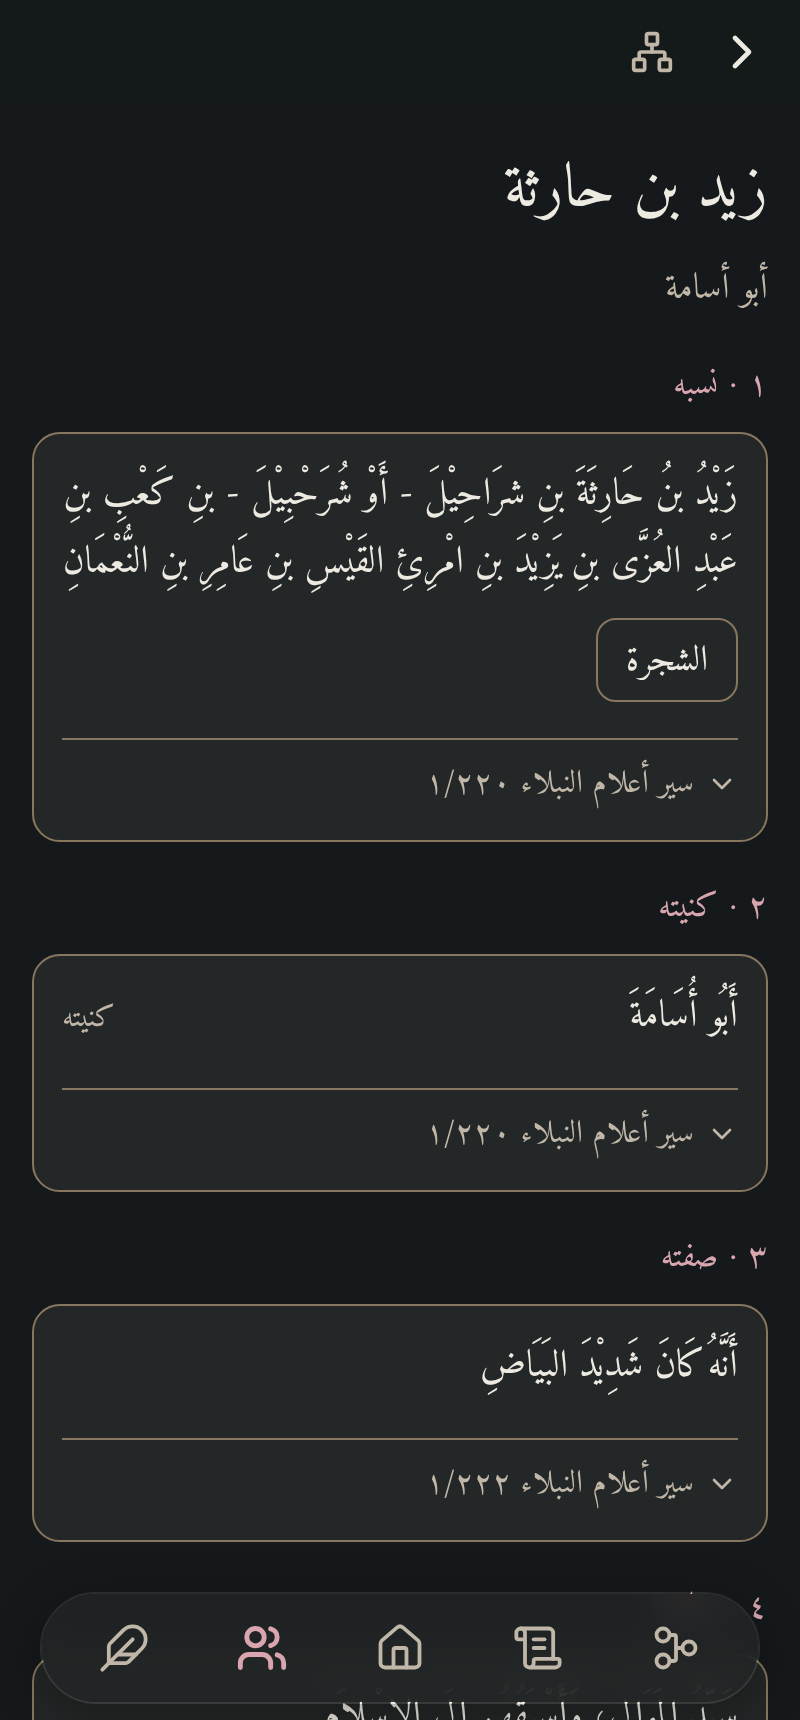 زيد بن حارثة
أبو أسامة
١ · نسبه
زَيْدُ بنُ حَارِثَةَ بنِ شرَاحِيْلَ - أَوْ شُرَحْبِيْلَ - بنِ كَعْبِ بنِ
عَبْدِ العُزَّى بنِ يَزِيْدَ بنِ امْرِئِ القَيْسِ بنِ عَامِرِ بنِ النُّعْمَانِ
الشجرة
سير أعلام النبلاء ١/٢٢٠
٢ · كنيته
أَبُو أُسَامَةَ
كنيته
سير أعلام النبلاء ١/٢٢٠
٣ · صفته
أَنَّهُ كَانَ شَدِيْدَ البَيَاضِ
سير أعلام النبلاء ١/٢٢٢
٤